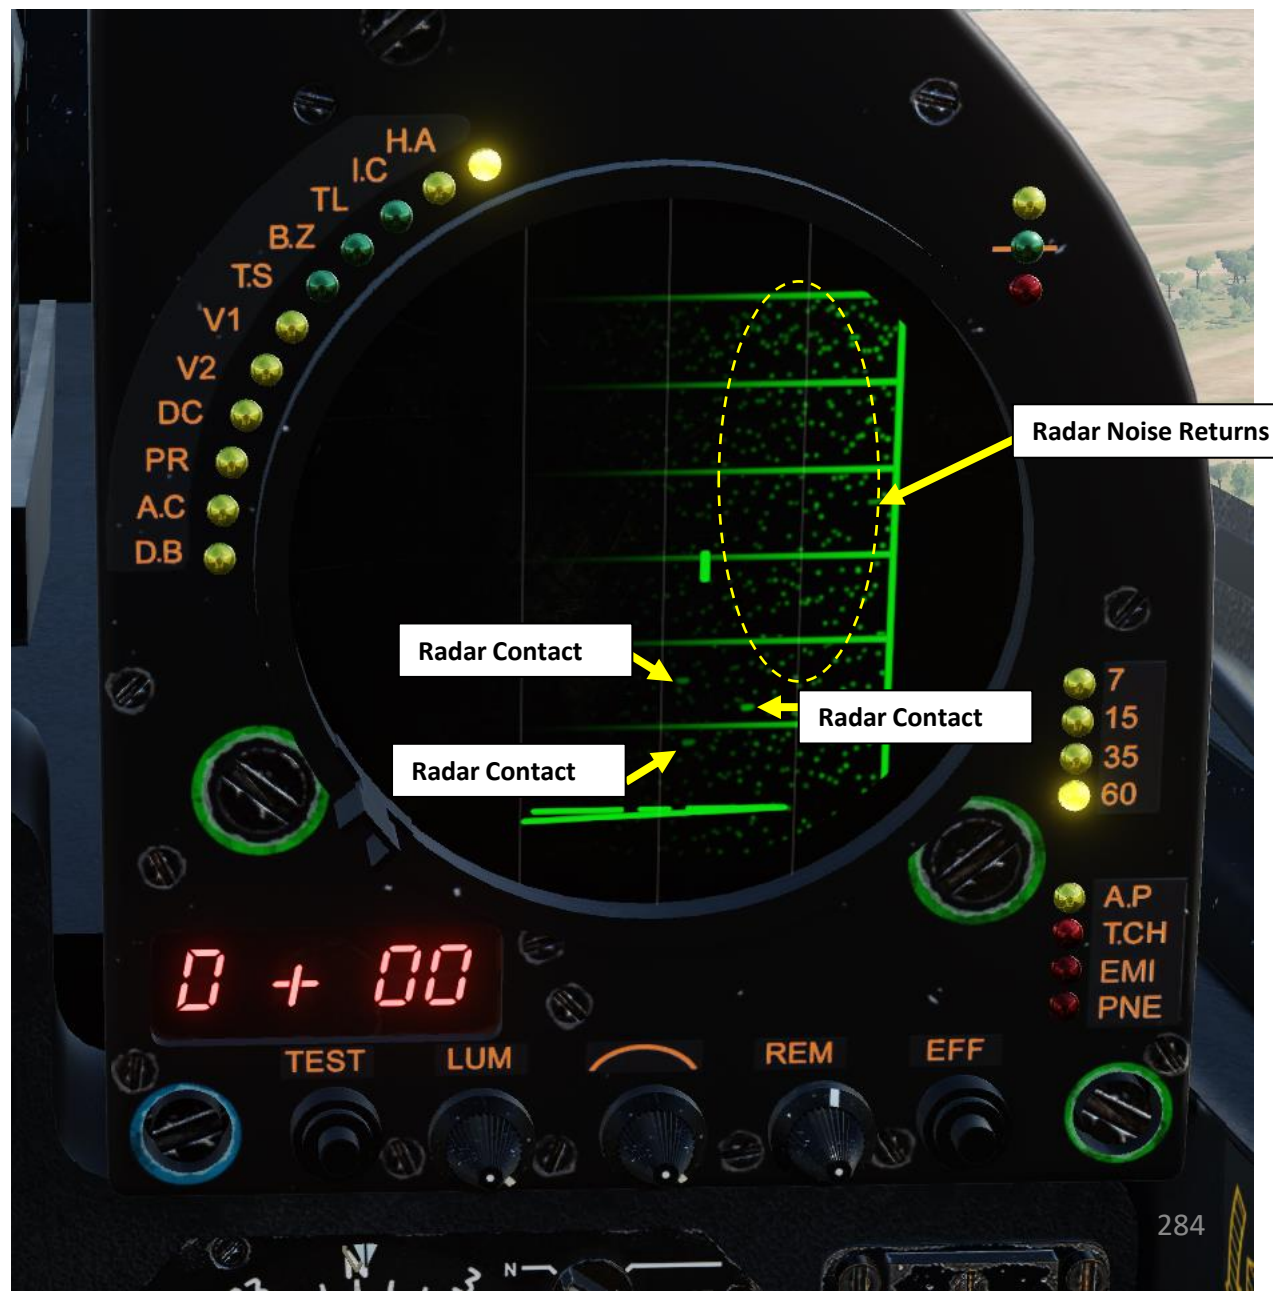 H.A
I.C
TL
B.Z
T.S
V1
V2
DC
PR
A.C
D.B
Radar Noise Returns
Radar Contact
Radar Contact
Radar Contact
7
15
35
60
A.P
T.CH
EMI
PNE
0 + 00
TEST
LUM
REM
EFF
284
N
N
3